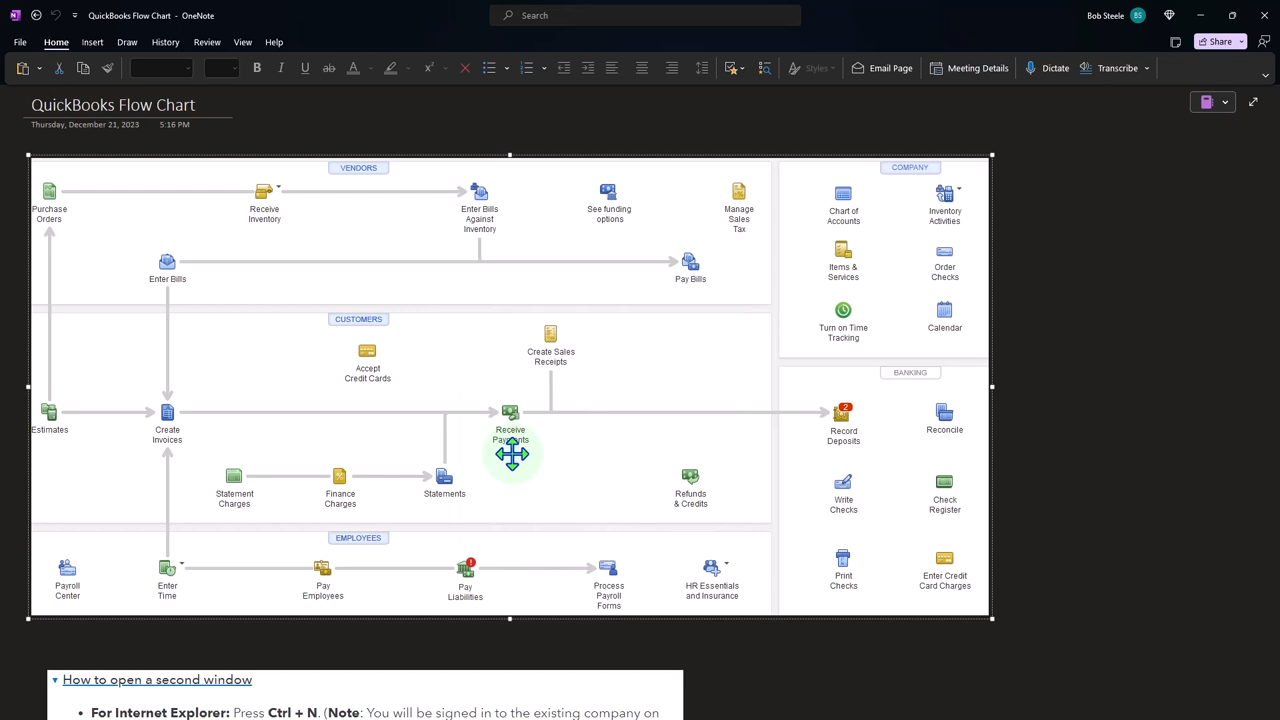 QuickBooks Flow Chart - OneNote
Search
Bob Steele
BS
File Home Insert Draw History Review View Help
Share
Styles
Email Page
Meeting Details
Dictate
Transcribe
QuickBooks Flow Chart
Thursday, December 21, 2023 5:16 PM
VENDORS
Purchase
Orders
Receive
Inventory
Enter Bills
Against
Inventory
See funding
options
Manage
Sales
Tax
Enter Bills
Pay Bills
COMPANY
Chart of
Accounts
Inventory
Activities
Items &
Services
Order
Checks
Turn on Time
Tracking
Calendar
CUSTOMERS
Accept
Credit Cards
Create Sales
Receipts
Estimates
Create
Invoices
Receive
Payments
Statement
Charges
Finance
Charges
Statements
Refunds
& Credits
BANKING
2
Record
Deposits
Reconcile
Write
Checks
Check
Register
Print
Checks
Enter Credit
Card Charges
EMPLOYEES
Payroll
Center
Enter
Time
Pay
Employees
Pay
Liabilities
Process
Payroll
Forms
HR Essentials
and Insurance
How to open a second window
• For Internet Explorer: Press Ctrl + N. (Note: You will be signed in to the existing company on